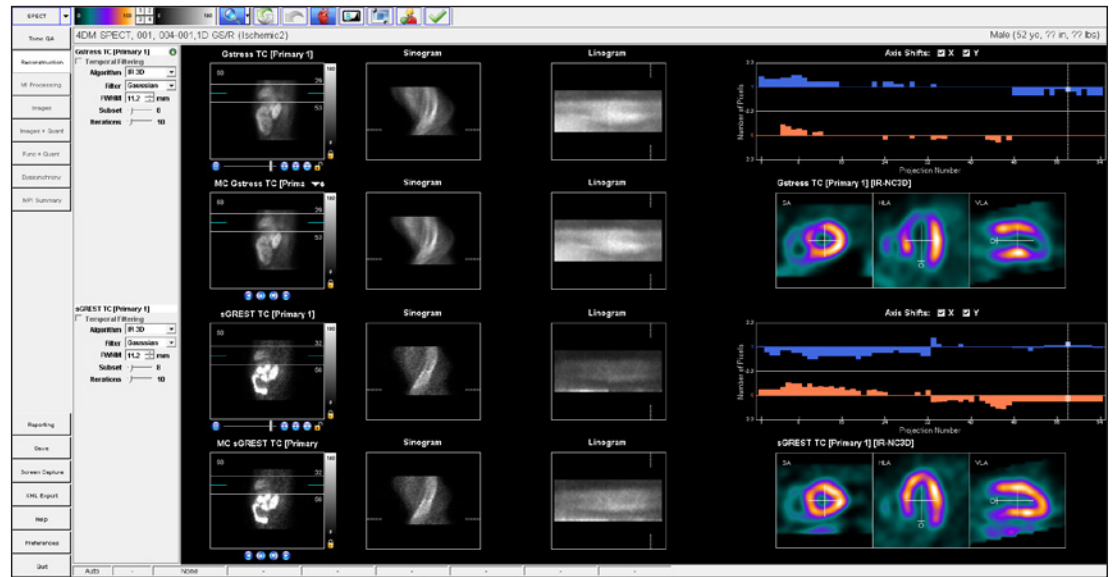 SPECT
4DM SPECT, 001, 004-001,1D GS/R (Ischemic2)
Male (52 yo, ?? in, ?? lbs)
Reconstruction
MI Processing
Images
Images + Quant
Func + Quant
Dyssynchrony
MPI Summary
Reporting
Save
Screen Capture
XML Export
Help
Preferences
Quit
Gstress TC [Primary 1]
Temporal Filtering
Algorithm IR 3D
Filter Gaussian
FWHM 11.2 mm
Subset 8
Iterations 10
sGREST TC [Primary 1]
Temporal Filtering
Algorithm IR 3D
Filter Gaussian
FWHM 11.2 mm
Subset 8
Iterations 10
Gstress TC [Primary 1]
Sinogram
Linogram
Axis Shifts: X Y
Number of Pixels
Projection Number
MC Gstress TC [Prima
Sinogram
Linogram
Gstress TC [Primary 1] [IR-NC3D]
SA
HLA
VLA
sGREST TC [Primary 1]
Sinogram
Linogram
Axis Shifts: X Y
Number of Pixels
Projection Number
MC sGREST TC [Primary
Sinogram
Linogram
sGREST TC [Primary 1] [IR-NC3D]
SA
HLA
VLA
Auto
None